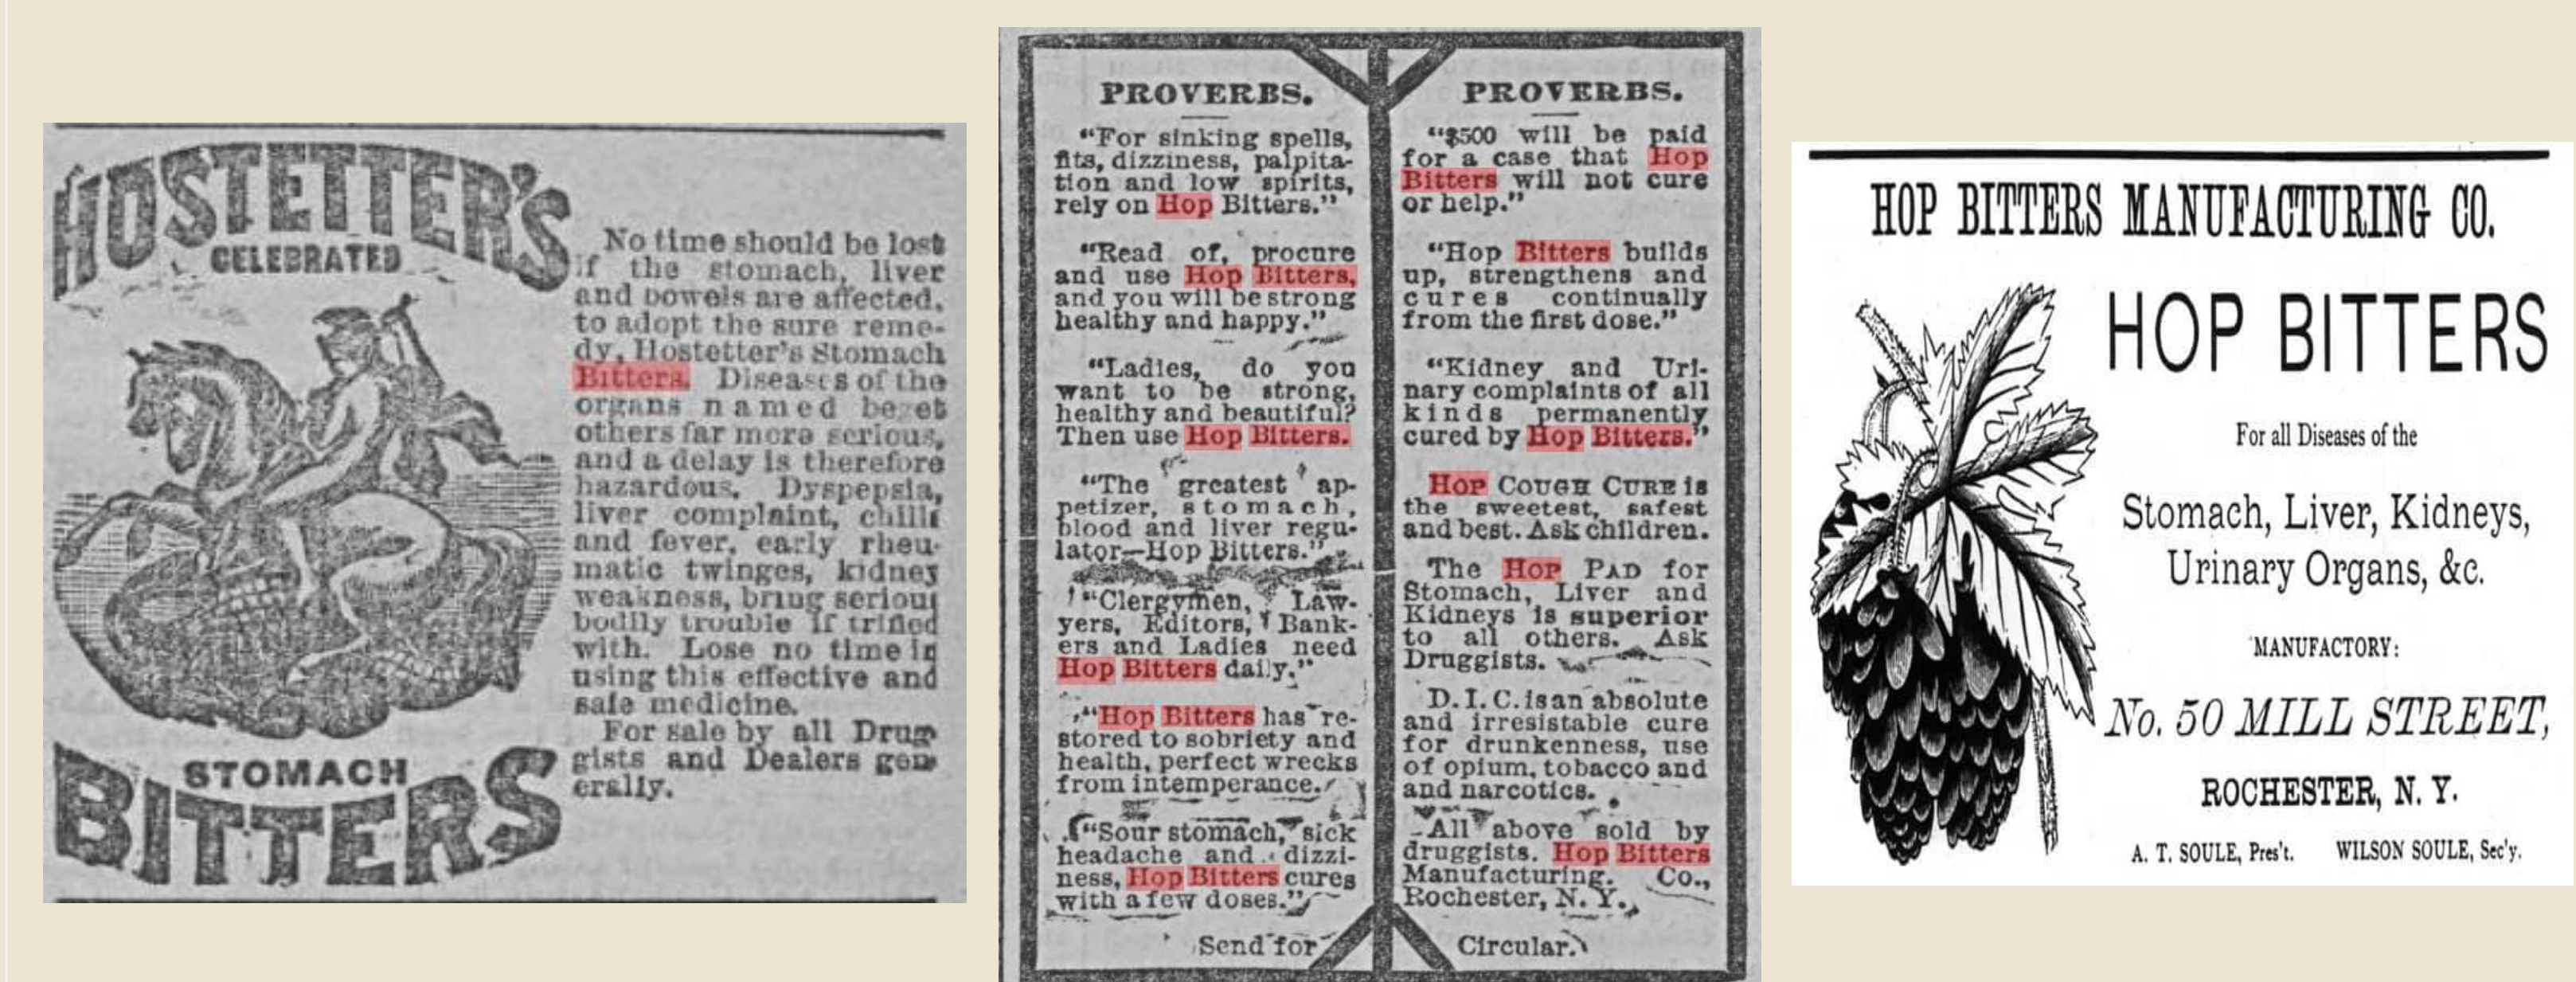 HOSTETTER'S
CELEBRATED
STOMACH
BITTERS
No time should be lost
if the stomach, liver
and bowels are affected,
to adopt the sure reme-
dy, Hostetter's Stomach
Bitters. Diseases of the
organs named beget
others far more serious,
and a delay is therefore
hazardous. Dyspepsia,
liver complaint, chills
and fever, early rheu-
matic twinges, kidney
weakness, bring serious
bodily trouble if trifled
with. Lose no time in
using this effective and
safe medicine.
For sale by all Drug
gists and Dealers gen
erally.
PROVERBS.
"For sinking spells,
fits, dizziness, palpita-
tion and low spirits,
rely on Hop Bitters."
"Read of, procure
and use Hop Bitters,
and you will be strong
healthy and happy."
"Ladies, do you
want to be strong,
healthy and beautiful?
Then use Hop Bitters.
"The greatest ap-
petizer, stomach,
blood and liver regu-
lator—Hop Bitters."
"Clergymen, Law-
yers, Editors, Bank-
ers and Ladies need
Hop Bitters daily."
"Hop Bitters has re-
stored to sobriety and
health, perfect wrecks
from intemperance.
"Sour stomach, sick
headache and dizzi-
ness, Hop Bitters cures
with a few doses."
Send for
PROVERBS.
"$500 will be paid
for a case that Hop
Bitters will not cure
or help."
"Hop Bitters builds
up, strengthens and
cures continually
from the first dose."
"Kidney and Uri-
nary complaints of all
kinds permanently
cured by Hop Bitters."
HOP COUGH CURE is
the sweetest, safest
and best. Ask children.
The HOP PAD for
Stomach, Liver and
Kidneys is superior
to all others. Ask
Druggists.
D. I. C. is an absolute
and irresistable cure
for drunkenness, use
of opium, tobacco and
and narcotics.
All above sold by
druggists. Hop Bitters
Manufacturing. Co.,
Rochester, N. Y.
Circular.
HOP BITTERS MANUFACTURING CO.
HOP BITTERS
For all Diseases of the
Stomach, Liver, Kidneys,
Urinary Organs, &c.
MANUFACTORY:
No. 50 MILL STREET,
ROCHESTER, N. Y.
A. T. SOULE, Pres't. WILSON SOULE, Sec'y.